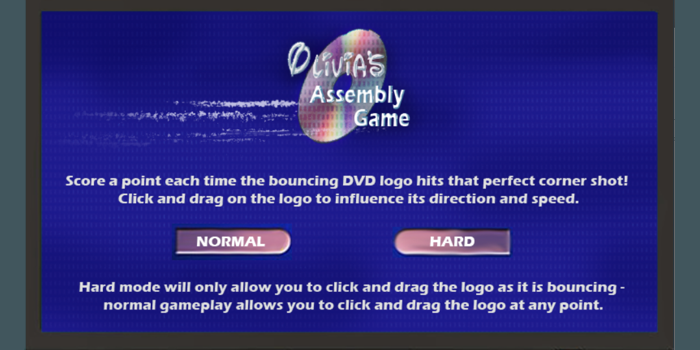 OLiViA'S
Assembly
Game
Score a point each time the bouncing DVD logo hits that perfect corner shot!
Click and drag on the logo to influence its direction and speed.
NORMAL
HARD
Hard mode will only allow you to click and drag the logo as it is bouncing -
normal gameplay allows you to click and drag the logo at any point.